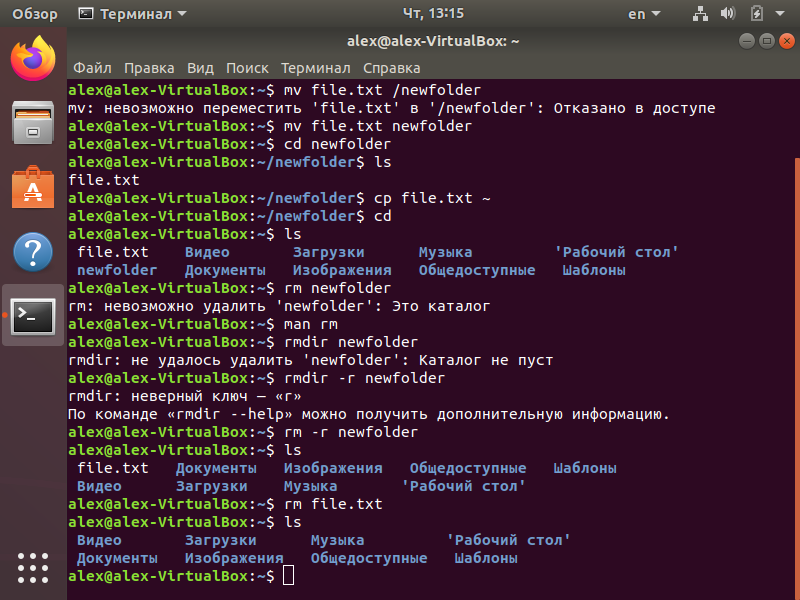 Обзор Терминал Чт, 13:15 en
alex@alex-VirtualBox: ~
Файл Правка Вид Поиск Терминал Справка
alex@alex-VirtualBox:~$ mv file.txt /newfolder
mv: невозможно переместить 'file.txt' в '/newfolder': Отказано в доступе
alex@alex-VirtualBox:~$ mv file.txt newfolder
alex@alex-VirtualBox:~$ cd newfolder
alex@alex-VirtualBox:~/newfolder$ ls
file.txt
alex@alex-VirtualBox:~/newfolder$ cp file.txt ~
alex@alex-VirtualBox:~/newfolder$ cd
alex@alex-VirtualBox:~$ ls
file.txt Видео Загрузки Музыка 'Рабочий стол'
newfolder Документы Изображения Общедоступные Шаблоны
alex@alex-VirtualBox:~$ rm newfolder
rm: невозможно удалить 'newfolder': Это каталог
alex@alex-VirtualBox:~$ man rm
alex@alex-VirtualBox:~$ rmdir newfolder
rmdir: не удалось удалить 'newfolder': Каталог не пуст
alex@alex-VirtualBox:~$ rmdir -r newfolder
rmdir: неверный ключ — «r»
По команде «rmdir --help» можно получить дополнительную информацию.
alex@alex-VirtualBox:~$ rm -r newfolder
alex@alex-VirtualBox:~$ ls
file.txt Документы Изображения Общедоступные Шаблоны
Видео Загрузки Музыка 'Рабочий стол'
alex@alex-VirtualBox:~$ rm file.txt
alex@alex-VirtualBox:~$ ls
Видео Загрузки Музыка 'Рабочий стол'
Документы Изображения Общедоступные Шаблоны
alex@alex-VirtualBox:~$